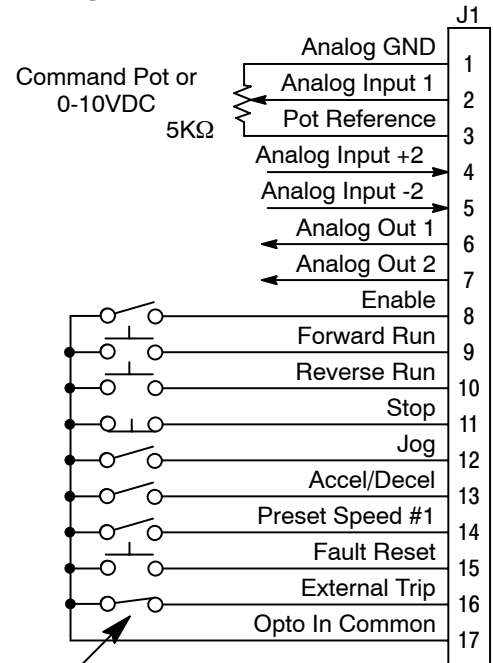 J1
Analog GND 1
Command Pot or
0-10VDC
5KΩ
Analog Input 1 2
Pot Reference 3
Analog Input +2 4
Analog Input -2 5
Analog Out 1 6
Analog Out 2 7
Enable 8
Forward Run 9
Reverse Run 10
Stop 11
Jog 12
Accel/Decel 13
Preset Speed #1 14
Fault Reset 15
External Trip 16
Opto In Common 17